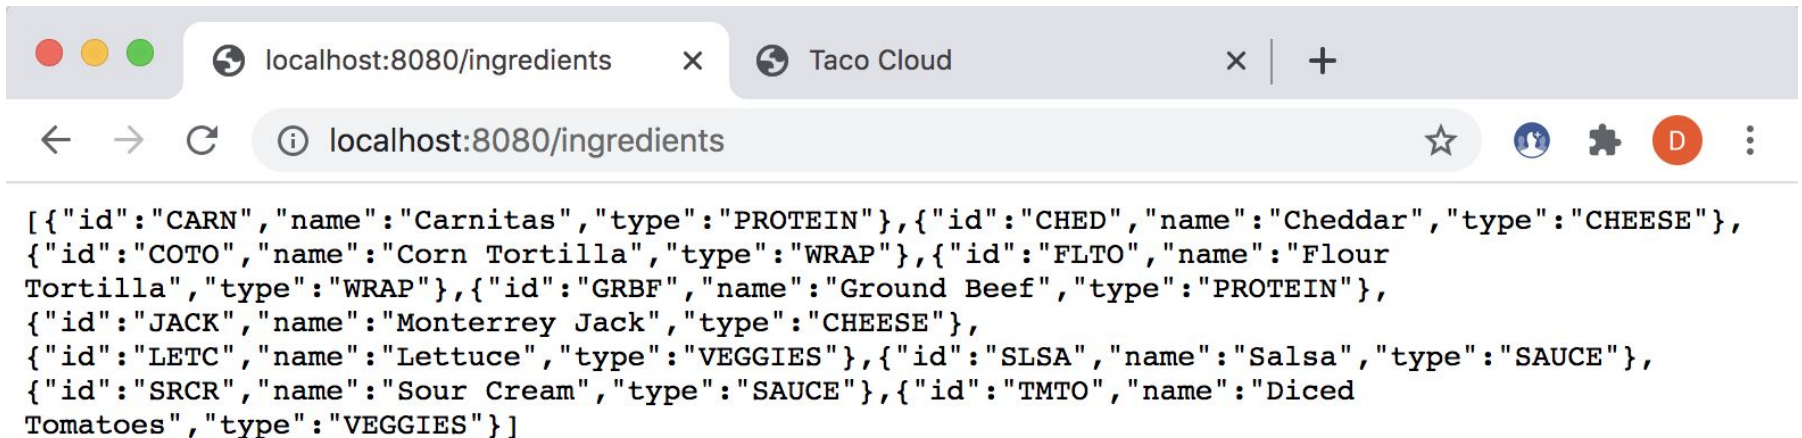 localhost:8080/ingredients
Taco Cloud
localhost:8080/ingredients
D
[{"id":"CARN","name":"Carnitas","type":"PROTEIN"},{"id":"CHED","name":"Cheddar","type":"CHEESE"},
{"id":"COTO","name":"Corn Tortilla","type":"WRAP"},{"id":"FLTO","name":"Flour
Tortilla","type":"WRAP"},{"id":"GRBF","name":"Ground Beef","type":"PROTEIN"},
{"id":"JACK","name":"Monterrey Jack","type":"CHEESE"},
{"id":"LETC","name":"Lettuce","type":"VEGGIES"},{"id":"SLSA","name":"Salsa","type":"SAUCE"},
{"id":"SRCR","name":"Sour Cream","type":"SAUCE"},{"id":"TMTO","name":"Diced
Tomatoes","type":"VEGGIES"}]